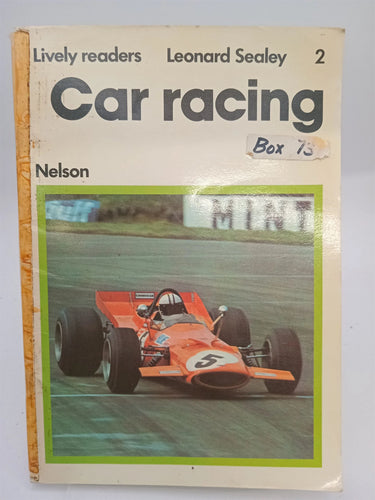 Lively readers Leonard Sealey 2
Car racing
Box 73
Nelson
MINT
5